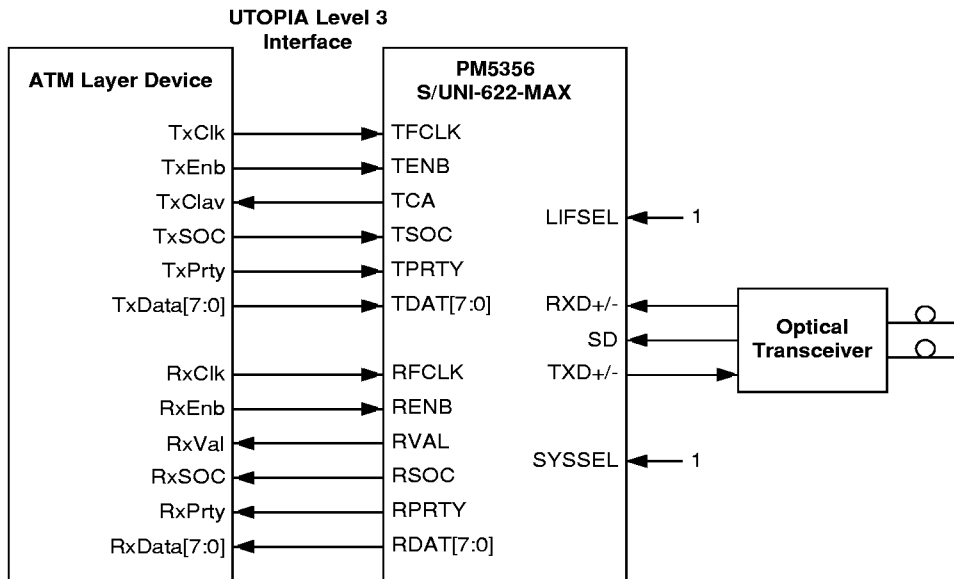 UTOPIA Level 3
Interface
ATM Layer Device
PM5356
S/UNI-622-MAX
TxClk TFCLK
TxEnb TENB
TxClav TCA
LIFSEL 1
TxSOC TSOC
TxPrty TPRTY
TxData[7:0] TDAT[7:0] RXD+/-
Optical
Transceiver
SD
RxClk RFCLK TXD+/-
RxEnb RENB
RxVal RVAL
SYSSEL 1
RxSOC RSOC
RxPrty RPRTY
RxData[7:0] RDAT[7:0]